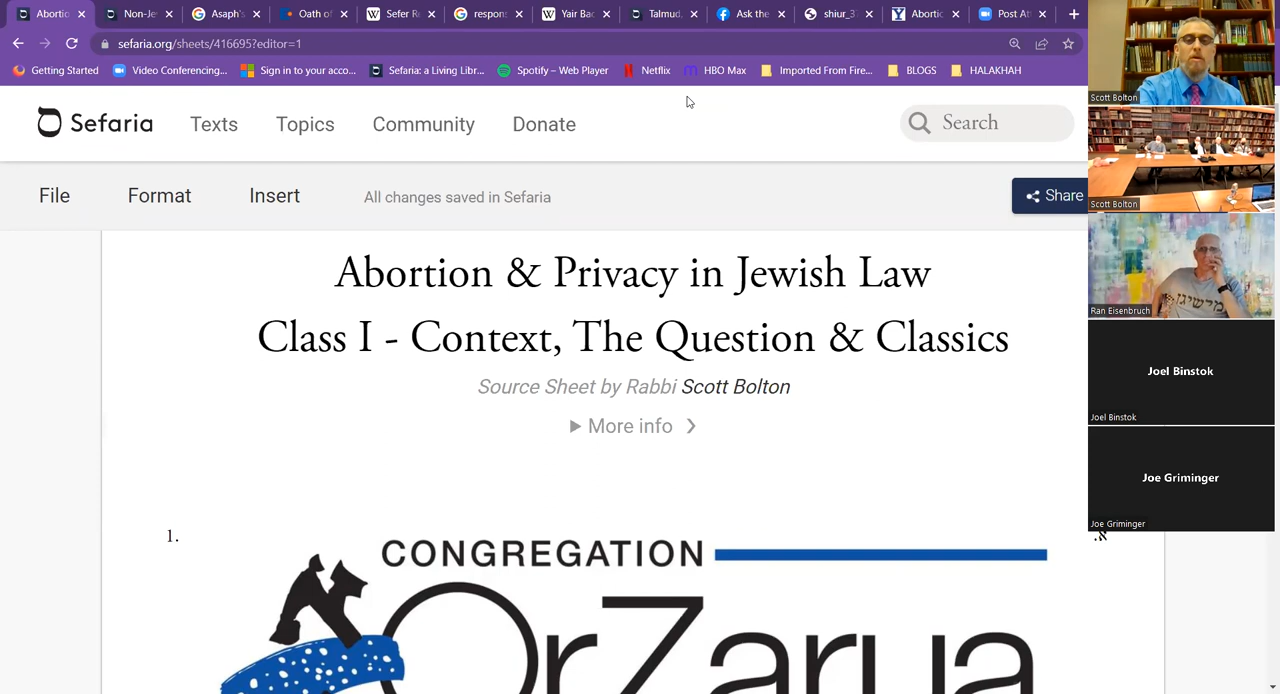 Abortio
Non-Je
Asaph's
Oath of
Sefer Re
respons
Yair Bac
Talmud,
Ask the
shiur_3
Abortic
Post At
sefaria.org/sheets/416695?editor=1
Getting Started
Video Conferencing...
Sign in to your acco...
Sefaria: a Living Libr...
Spotify – Web Player
Netflix
HBO Max
Imported From Fire...
BLOGS
HALAKHAH
Sefaria
Texts
Topics
Community
Donate
Search
File
Format
Insert
All changes saved in Sefaria
Share
Abortion & Privacy in Jewish Law
Class I - Context, The Question & Classics
Source Sheet by Rabbi Scott Bolton
More info
1.
א.
CONGREGATION
OrZarua
Scott Bolton
Scott Bolton
מישיגן
Ran Eisenbruch
Joel Binstok
Joel Binstok
Joe Griminger
Joe Griminger